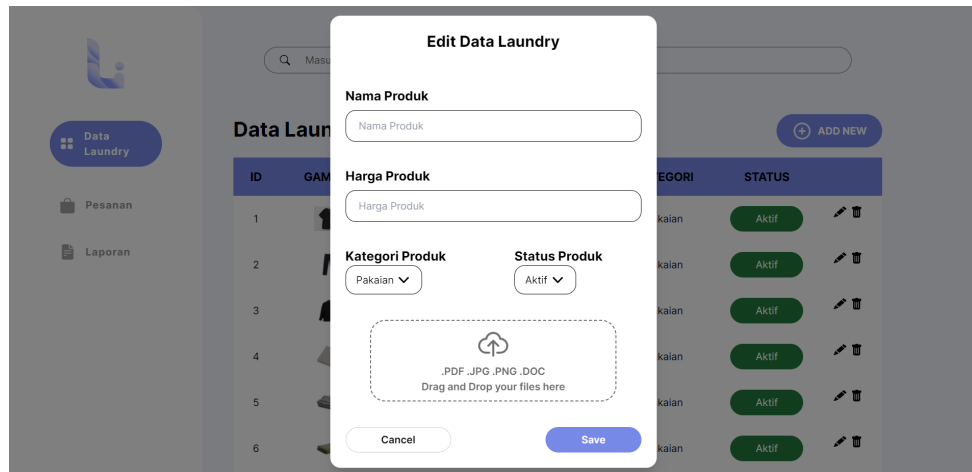 Edit Data Laundry
Masu
Nama Produk
Nama Produk
Data
Laundry
Data Laun
ADD NEW
ID
GAM
EGORI
STATUS
Harga Produk
Harga Produk
Pesanan
1
kaian
Aktif
Laporan
2
kaian
Aktif
Kategori Produk
Status Produk
Pakaian
Aktif
3
kaian
Aktif
.PDF .JPG .PNG .DOC
Drag and Drop your files here
4
kaian
Aktif
5
kaian
Aktif
Cancel
Save
6
kaian
Aktif